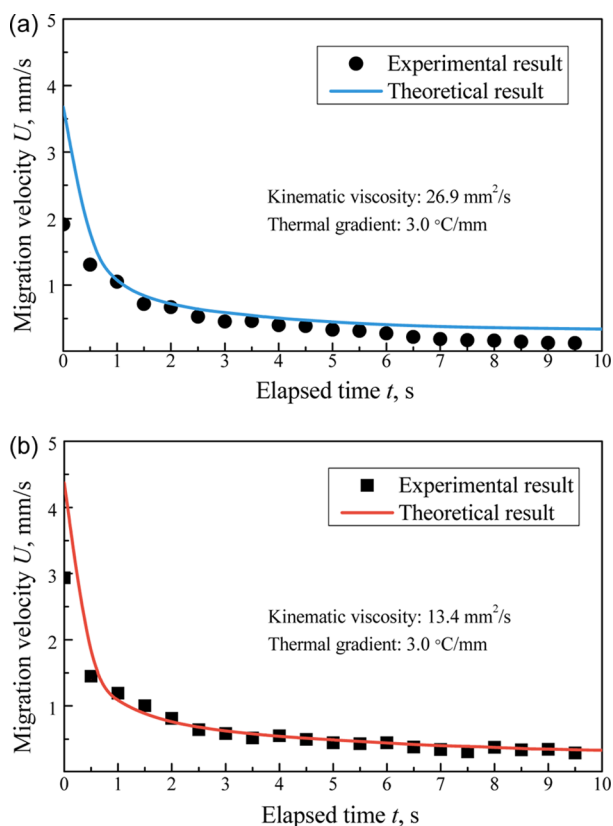 (a)
5
4
3
2
1
0
Migration velocity U, mm/s
Experimental result
Theoretical result
Kinematic viscosity: 26.9 mm²/s
Thermal gradient: 3.0 °C/mm
0 1 2 3 4 5 6 7 8 9 10
Elapsed time t, s
(b)
5
4
3
2
1
Migration velocity U, mm/s
Experimental result
Theoretical result
Kinematic viscosity: 13.4 mm²/s
Thermal gradient: 3.0 °C/mm
0 1 2 3 4 5 6 7 8 9 10
Elapsed time t, s